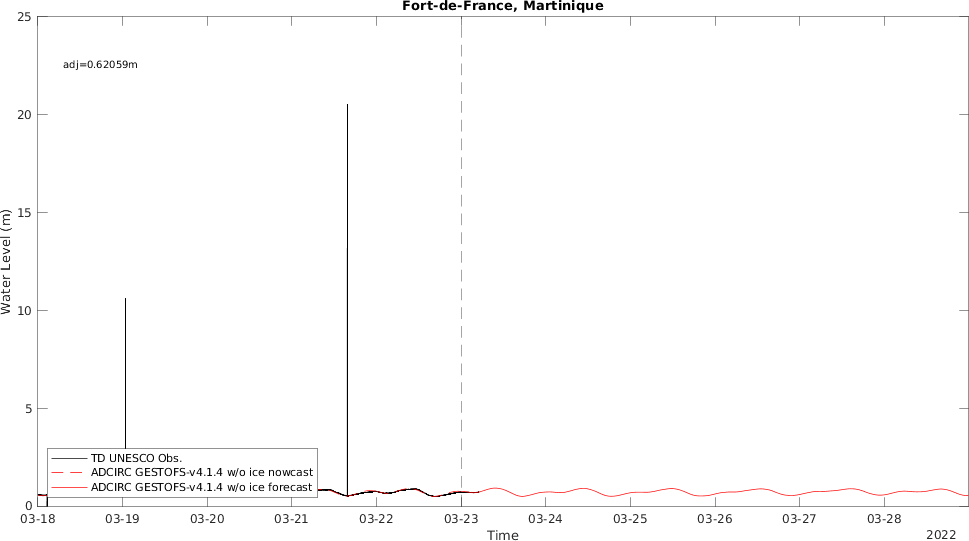 Fort-de-France, Martinique
25
adj=0.62059m
20
15
Water Level (m)
10
5
TD UNESCO Obs.
ADCIRC GESTOFS-v4.1.4 w/o ice nowcast
ADCIRC GESTOFS-v4.1.4 w/o ice forecast
0
03-18 03-19 03-20 03-21 03-22 03-23 03-24 03-25 03-26 03-27 03-28
Time
2022